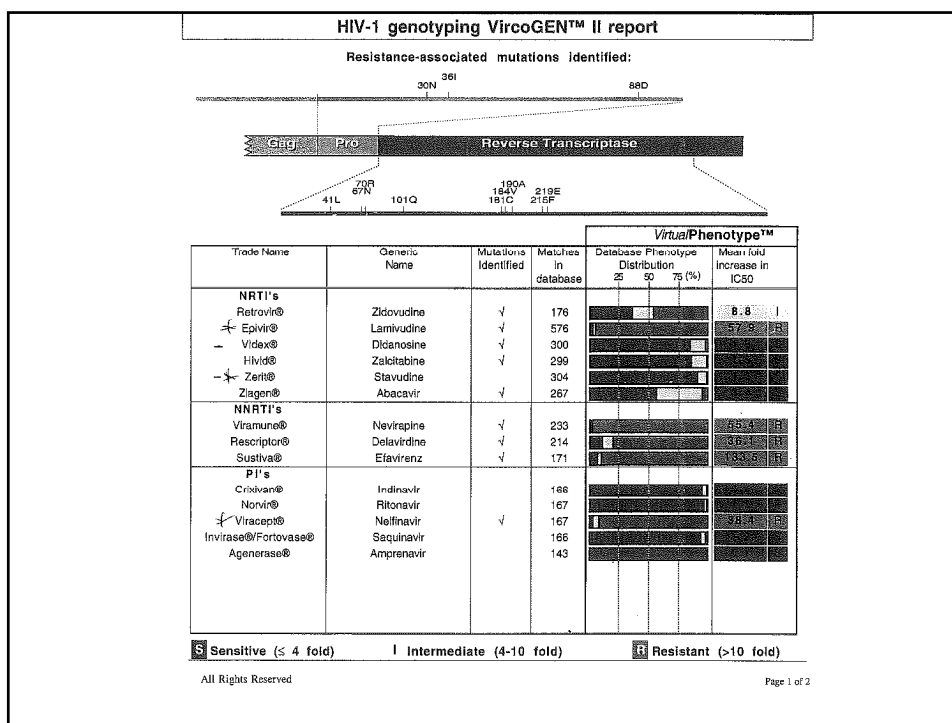 HIV-1 genotyping VircoGEN™ II report
Resistance-associated mutations identified:
30N 36I 88D
Gag Pro Reverse Transcriptase
41L 67N 70R 101Q 181C 184V 190A 215F 219E
VirtualPhenotype™
Trade Name Generic Name Mutations Identified Matches in database Database Phenotype Distribution Mean fold increase in IC50
25 50 75 (%)
NRTI's
Retrovir® Zidovudine √ 176 8.8 I
Epivir® Lamivudine √ 576 57.9 R
Videx® Didanosine √ 300
Hivid® Zalcitabine √ 299
Zerit® Stavudine 304
Ziagen® Abacavir √ 267
NNRTI's
Viramune® Nevirapine √ 233 55.4 R
Rescriptor® Delavirdine √ 214 36.1 R
Sustiva® Efavirenz √ 171 R
PI's
Crixivan® Indinavir 166
Norvir® Ritonavir 167
Viracept® Nelfinavir √ 167 38.4 R
Invirase®/Fortovase® Saquinavir 166
Agenerase® Amprenavir 143
S Sensitive (≤ 4 fold) I Intermediate (4-10 fold) R Resistant (>10 fold)
All Rights Reserved Page 1 of 2